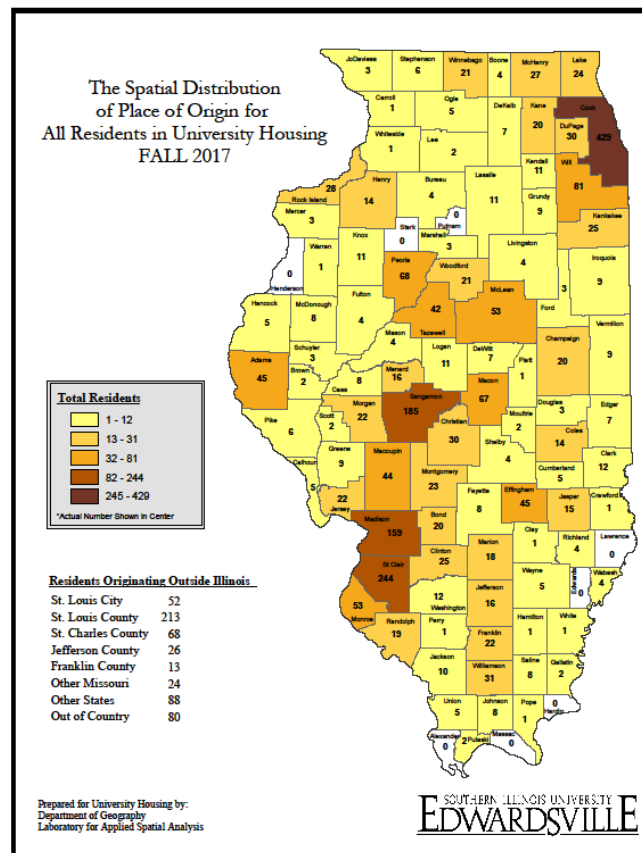 The Spatial Distribution
of Place of Origin for
All Residents in University Housing
FALL 2017
JoDaviess
3
Stephenson
6
Winnebago
21
Boone
4
McHenry
27
Lake
24
Carroll
1
Ogle
5
DeKalb
7
Kane
20
Cook
429
DuPage
30
Whiteside
1
Lee
2
Kendall
11
Will
81
Rock Island
28
Henry
14
Bureau
4
Lasalle
11
Grundy
9
Kankakee
25
Mercer
3
Stark
0
Putnam
0
Marshall
3
Knox
11
Warren
1
Henderson
0
Peoria
68
Woodford
21
Livingston
4
Iroquois
9
Ford
3
McLean
53
Tazewell
42
Fulton
4
McDonough
8
Hancock
5
Mason
4
Schuyler
3
Logan
11
DeWitt
7
Piatt
1
Champaign
20
Vermilion
9
Adams
45
Brown
2
Cass
8
Menard
16
Sangamon
185
Macon
67
Morgan
22
Scott
2
Pike
6
Christian
30
Moultrie
2
Douglas
3
Edgar
7
Coles
14
Shelby
4
Clark
12
Cumberland
5
Greene
9
Calhoun
5
Jersey
22
Macoupin
44
Montgomery
23
Fayette
8
Effingham
45
Jasper
15
Crawford
1
Madison
159
Bond
20
Clay
1
Richland
4
Lawrence
0
St Clair
244
Clinton
25
Marion
18
Wayne
5
Edwards
0
Wabash
4
Monroe
53
Washington
12
Jefferson
16
Randolph
19
Perry
1
Franklin
22
Hamilton
1
White
1
Jackson
10
Williamson
31
Saline
8
Gallatin
2
Union
5
Johnson
8
Pope
1
Hardin
0
Alexander
0
Pulaski
2
Massac
0
Total Residents
1 - 12
13 - 31
32 - 81
82 - 244
245 - 429
*Actual Number Shown in Center
Residents Originating Outside Illinois
St. Louis City 52
St. Louis County 213
St. Charles County 68
Jefferson County 26
Franklin County 13
Other Missouri 24
Other States 88
Out of Country 80
Prepared for University Housing by:
Department of Geography
Laboratory for Applied Spatial Analysis
SOUTHERN ILLINOIS UNIVERSITY
EDWARDSVILLE